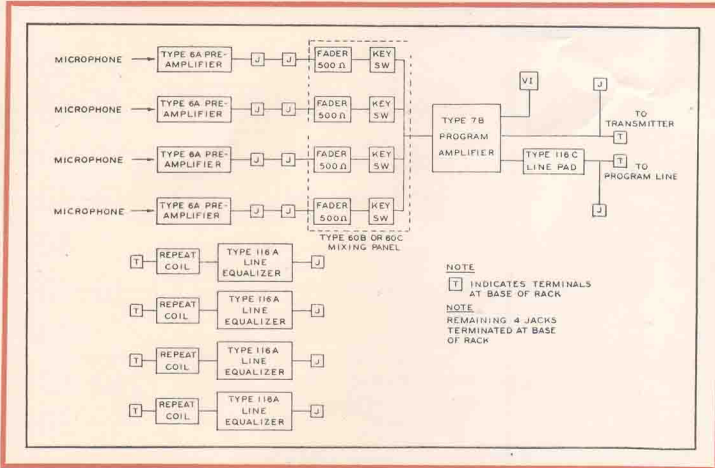 MICROPHONE
TYPE 6A PRE-
AMPLIFIER
J
J
FADER
500 Ω
KEY
SW
MICROPHONE
TYPE 6A PRE-
AMPLIFIER
J
J
FADER
500 Ω
KEY
SW
MICROPHONE
TYPE 6A PRE-
AMPLIFIER
J
J
FADER
500 Ω
KEY
SW
MICROPHONE
TYPE 6A PRE-
AMPLIFIER
J
J
FADER
500 Ω
KEY
SW
TYPE 60B OR 60C
MIXING PANEL
TYPE 7B
PROGRAM
AMPLIFIER
VI
J
TO
TRANSMITTER
T
TYPE 116C
LINE PAD
T
TO
PROGRAM LINE
J
T
REPEAT
COIL
TYPE 116A
LINE
EQUALIZER
J
T
REPEAT
COIL
TYPE 116A
LINE
EQUALIZER
J
T
REPEAT
COIL
TYPE 116A
LINE
EQUALIZER
J
T
REPEAT
COIL
TYPE 116A
LINE
EQUALIZER
J
NOTE
T INDICATES TERMINALS
AT BASE OF RACK
NOTE
REMAINING 4 JACKS
TERMINATED AT BASE
OF RACK